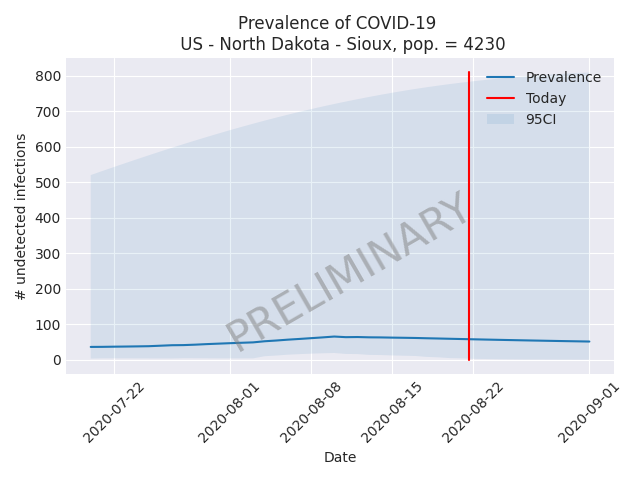 Prevalence of COVID-19
US - North Dakota - Sioux, pop. = 4230
800
700
600
500
400
300
200
100
0
# undetected infections
Prevalence
Today
95CI
PRELIMINARY
2020-07-22
2020-08-01
2020-08-08
2020-08-15
2020-08-22
2020-09-01
Date